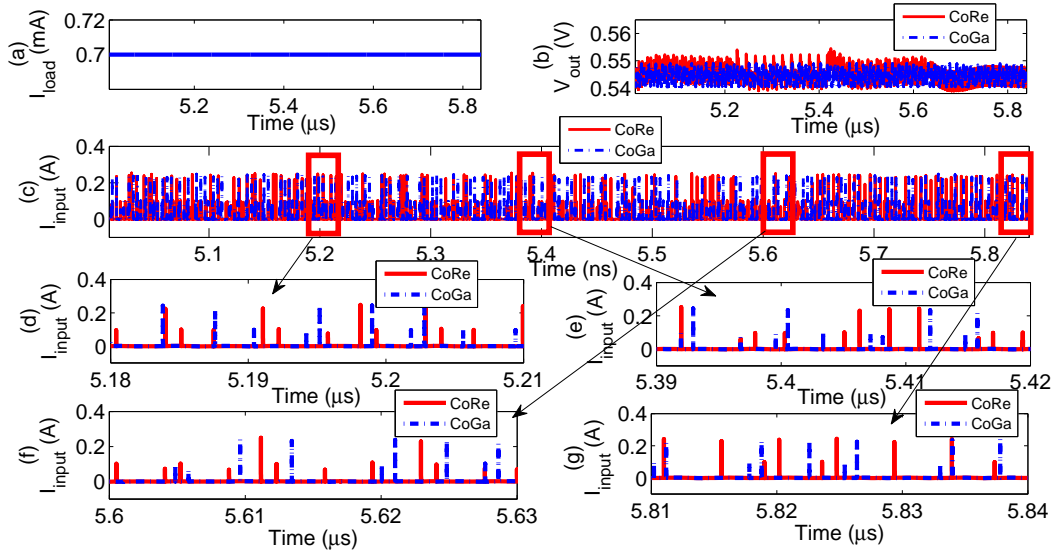 (a)
I_load (mA)
0.72
0.7
5.2 5.4 5.6 5.8
Time (μs)
(b)
V_out (V)
0.56
0.55
0.54
CoRe
CoGa
5.2 5.4 5.6 5.8
Time (μs)
(c)
I_input (A)
0.4
0.2
0
CoRe
CoGa
5.1 5.2 5.3 5.4 5.5 5.6 5.7 5.8
Time (ns)
(d)
I_input (A)
0.4
0.2
0
CoRe
CoGa
5.18 5.19 5.2 5.21
Time (μs)
(e)
I_input (A)
0.4
0.2
0
CoRe
CoGa
5.39 5.4 5.41 5.42
Time (μs)
(f)
I_input (A)
0.4
0.2
0
CoRe
CoGa
5.6 5.61 5.62 5.63
Time (μs)
(g)
I_input (A)
0.4
0.2
0
CoRe
CoGa
5.81 5.82 5.83 5.84
Time (μs)